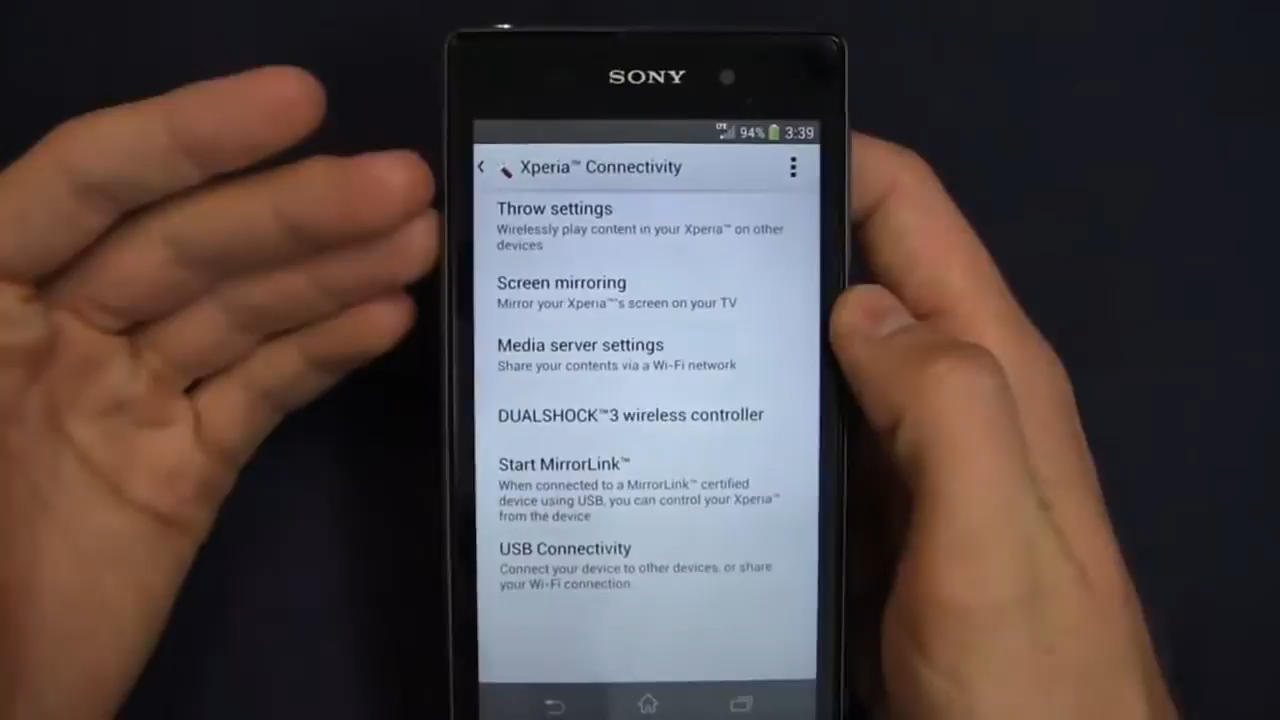 SONY
LTE 94% 3:39
Xperia™ Connectivity
Throw settings
Wirelessly play content in your Xperia™ on other
devices
Screen mirroring
Mirror your Xperia™'s screen on your TV
Media server settings
Share your contents via a Wi-Fi network
DUALSHOCK™3 wireless controller
Start MirrorLink™
When connected to a MirrorLink™ certified
device using USB, you can control your Xperia™
from the device
USB Connectivity
Connect your device to other devices, or share
your Wi-Fi connection